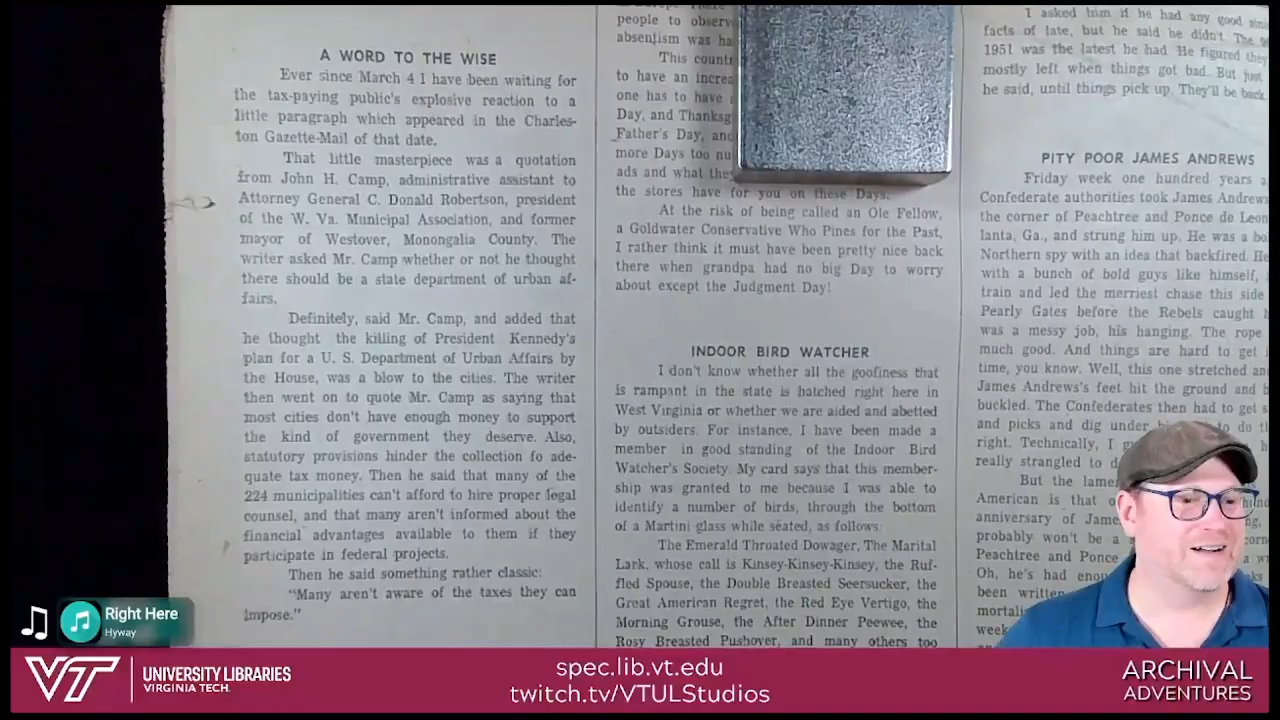 A WORD TO THE WISE
Ever since March 4 I have been waiting for
the tax-paying public's explosive reaction to a
little paragraph which appeared in the Charles-
ton Gazette-Mail of that date.
That little masterpiece was a quotation
from John H. Camp, administrative assistant to
Attorney General C. Donald Robertson, president
of the W. Va. Municipal Association, and former
mayor of Westover, Monongalia County. The
writer asked Mr. Camp whether or not he thought
there should be a state department of urban af-
fairs.
Definitely, said Mr. Camp, and added that
he thought the killing of President Kennedy's
plan for a U. S. Department of Urban Affairs by
the House, was a blow to the cities. The writer
then went on to quote Mr. Camp as saying that
most cities don't have enough money to support
the kind of government they deserve. Also,
statutory provisions hinder the collection fo ade-
quate tax money. Then he said that many of the
224 municipalities can't afford to hire proper legal
counsel, and that many aren't informed about the
financial advantages available to them if they
participate in federal projects.
Then he said something rather classic:
"Many aren't aware of the taxes they can
impose."
people to observ
absenlism was ha
This count
to have an increa
one has to have
Day, and Thanksg
Father's Day, and
more Days too nu
ads and what they
the stores have for you on these Days.
At the risk of being called an Ole Fellow,
a Goldwater Conservative Who Pines for the Past,
I rather think it must have been pretty nice back
there when grandpa had no big Day to worry
about except the Judgment Day!
INDOOR BIRD WATCHER
I don't know whether all the goofiness that
is rampant in the state is hatched right here in
West Virginia or whether we are aided and abetted
by outsiders. For instance, I have been made a
member in good standing of the Indoor Bird
Watcher's Society. My card says that this member-
ship was granted to me because I was able to
identify a number of birds, through the bottom
of a Martini glass while seated, as follows:
The Emerald Throated Dowager, The Marital
Lark, whose call is Kinsey-Kinsey-Kinsey, the Ruf-
fled Spouse, the Double Breasted Seersucker, the
Great American Regret, the Red Eye Vertigo, the
Morning Grouse, the After Dinner Peewee, the
Rosy Breasted Pushover, and many others too
I asked him if he had any good
facts of late, but he said he didn't. The
1951 was the latest he had He figured they
mostly left when things got bad. But just
he said, until things pick up. They'll be back.
PITY POOR JAMES ANDREWS
Friday week one hundred years a
Confederate authorities took James Andrews
the corner of Peachtree and Ponce de Leon
lanta, Ga., and strung him up. He was a bo
Northern spy with an idea that backfired. He
with a bunch of bold guys like himself,
train and led the merriest chase this side
Pearly Gates before the Rebels caught h
was a messy job, his hanging. The rope
much good. And things are hard to get i
time, you know. Well, this one stretched an
James Andrews's feet hit the ground and h
buckled. The Confederates then had to get s
and picks and dig under to do t
right. Technically, I
really strangled to d
But the lame
American is that o
anniversary of Jame
probably won't be a
Peachtree and Ponce
Oh, he's had enou
been written
mortali
week
Right Here
Hyway
VT UNIVERSITY LIBRARIES
VIRGINIA TECH.
spec.lib.vt.edu
twitch.tv/VTULStudios
ARCHIVAL
ADVENTURES